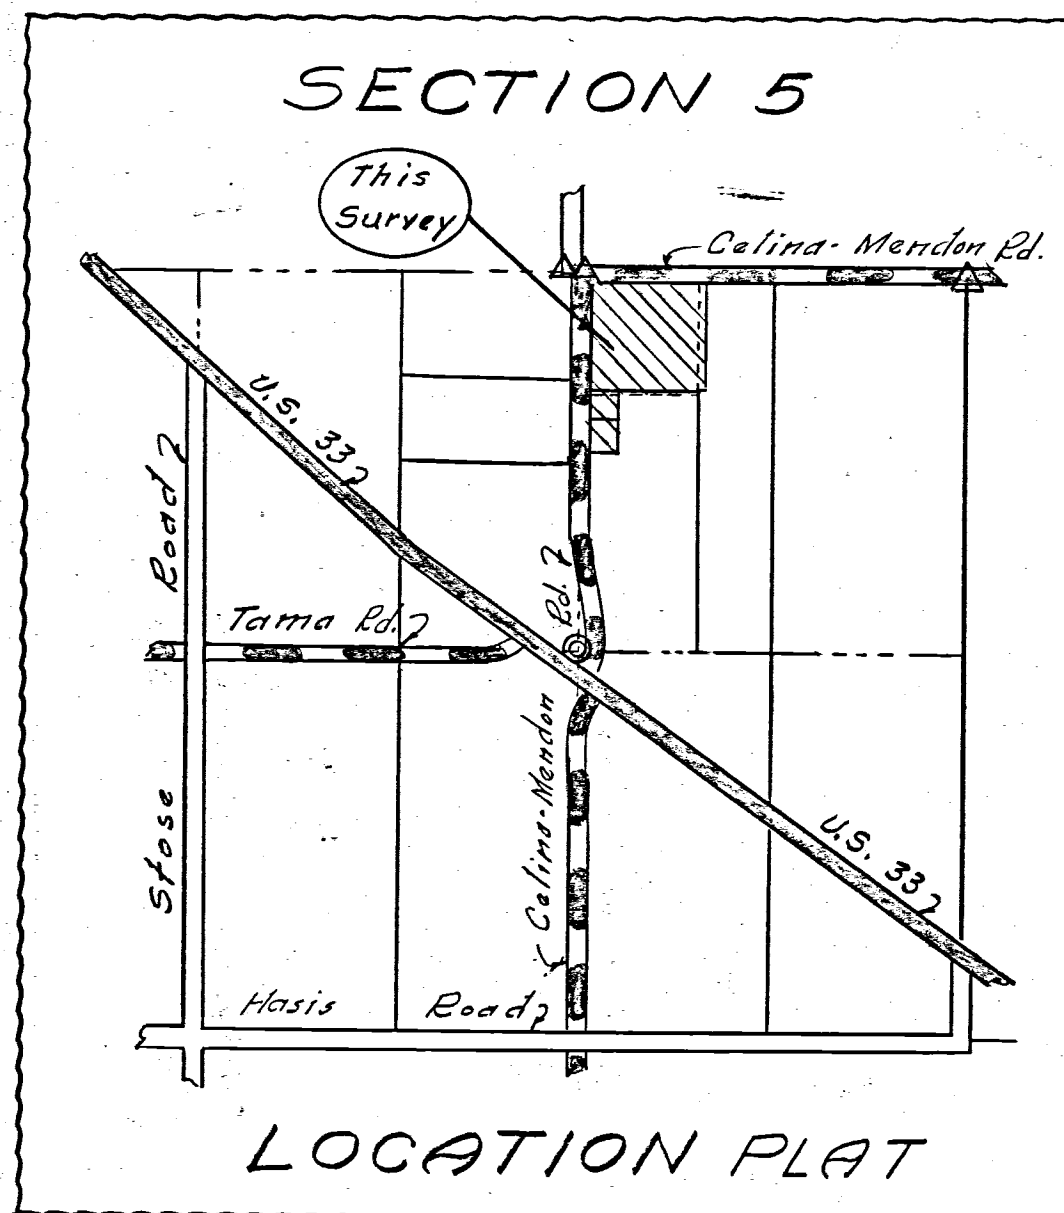 SECTION 5
This
Survey
Celina-Mendon Rd.
U.S. 33
Road
Stose
Tama Rd.
Rd.
Celina-Mendon
U.S. 33
Hasis Road
LOCATION PLAT